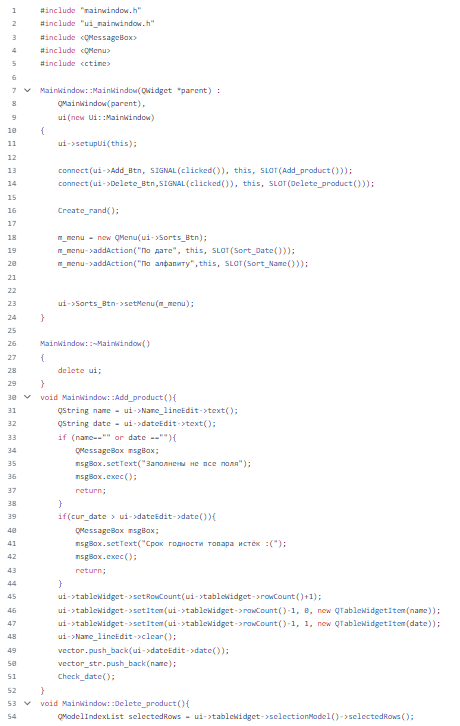 1 #include "mainwindow.h"
2 #include "ui_mainwindow.h"
3 #include <QMessageBox>
4 #include <QMenu>
5 #include <ctime>
6
7 MainWindow::MainWindow(QWidget *parent) :
8 QMainWindow(parent),
9 ui(new Ui::MainWindow)
10 {
11 ui->setupUi(this);
12
13 connect(ui->Add_Btn, SIGNAL(clicked()), this, SLOT(Add_product()));
14 connect(ui->Delete_Btn,SIGNAL(clicked()), this, SLOT(Delete_product()));
15
16 Create_rand();
17
18 m_menu = new QMenu(ui->Sorts_Btn);
19 m_menu->addAction("По дате", this, SLOT(Sort_Date()));
20 m_menu->addAction("По алфавиту",this, SLOT(Sort_Name()));
21
22
23 ui->Sorts_Btn->setMenu(m_menu);
24 }
25
26 MainWindow::~MainWindow()
27 {
28 delete ui;
29 }
30 void MainWindow::Add_product(){
31 QString name = ui->Name_lineEdit->text();
32 QString date = ui->dateEdit->text();
33 if (name=="" or date ==""){
34 QMessageBox msgBox;
35 msgBox.setText("Заполнены не все поля");
36 msgBox.exec();
37 return;
38 }
39 if(cur_date > ui->dateEdit->date()){
40 QMessageBox msgBox;
41 msgBox.setText("Срок годности товара истёк :(");
42 msgBox.exec();
43 return;
44 }
45 ui->tableWidget->setRowCount(ui->tableWidget->rowCount()+1);
46 ui->tableWidget->setItem(ui->tableWidget->rowCount()-1, 0, new QTableWidgetItem(name));
47 ui->tableWidget->setItem(ui->tableWidget->rowCount()-1, 1, new QTableWidgetItem(date));
48 ui->Name_lineEdit->clear();
49 vector.push_back(ui->dateEdit->date());
50 vector_str.push_back(name);
51 Check_date();
52 }
53 void MainWindow::Delete_product(){
54 QModelIndexList selectedRows = ui->tableWidget->selectionModel()->selectedRows();